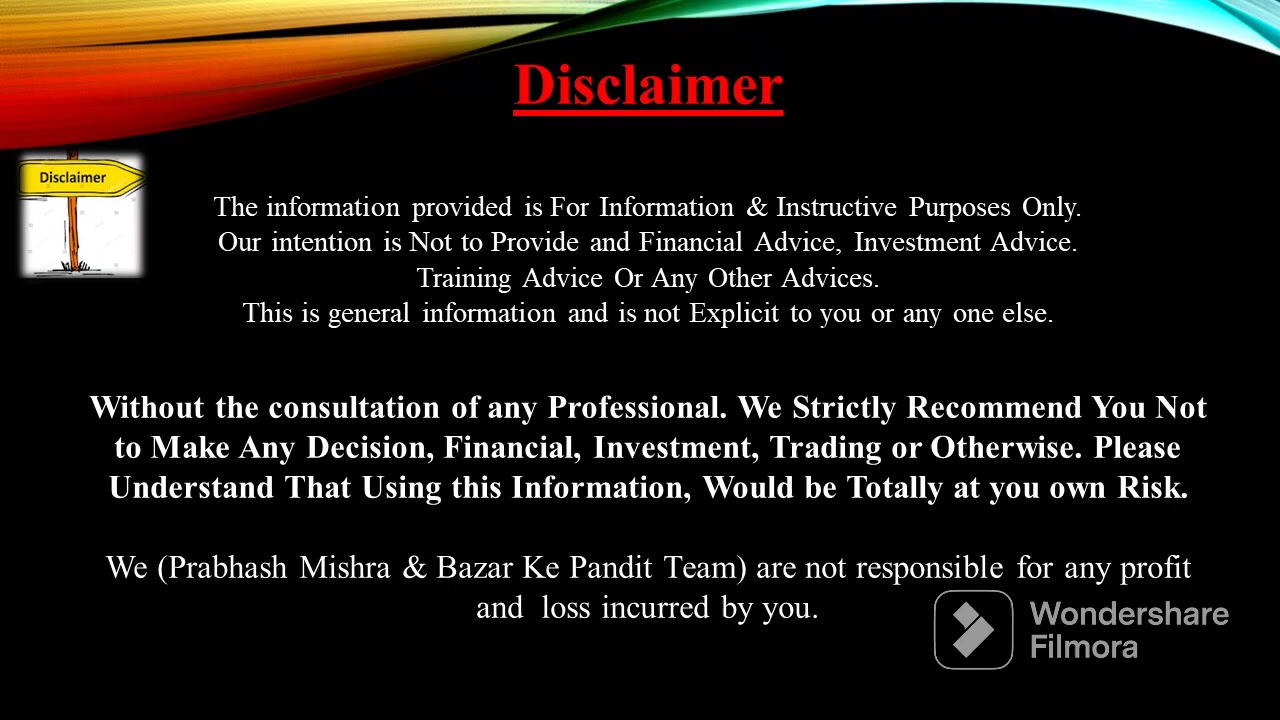 Disclaimer
Disclaimer
The information provided is For Information & Instructive Purposes Only.
Our intention is Not to Provide and Financial Advice, Investment Advice.
Training Advice Or Any Other Advices.
This is general information and is not Explicit to you or any one else.
Without the consultation of any Professional. We Strictly Recommend You Not
to Make Any Decision, Financial, Investment, Trading or Otherwise. Please
Understand That Using this Information, Would be Totally at you own Risk.
We (Prabhash Mishra & Bazar Ke Pandit Team) are not responsible for any profit
and loss incurred by you.
Wondershare
Filmora